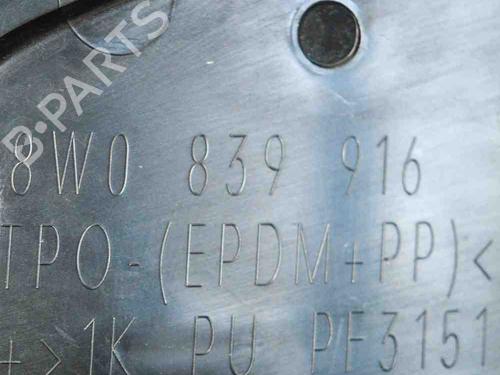 B-PARTS
8W0 839 916
TPO-(EPDM+PP)<
+>1K PU PF3151